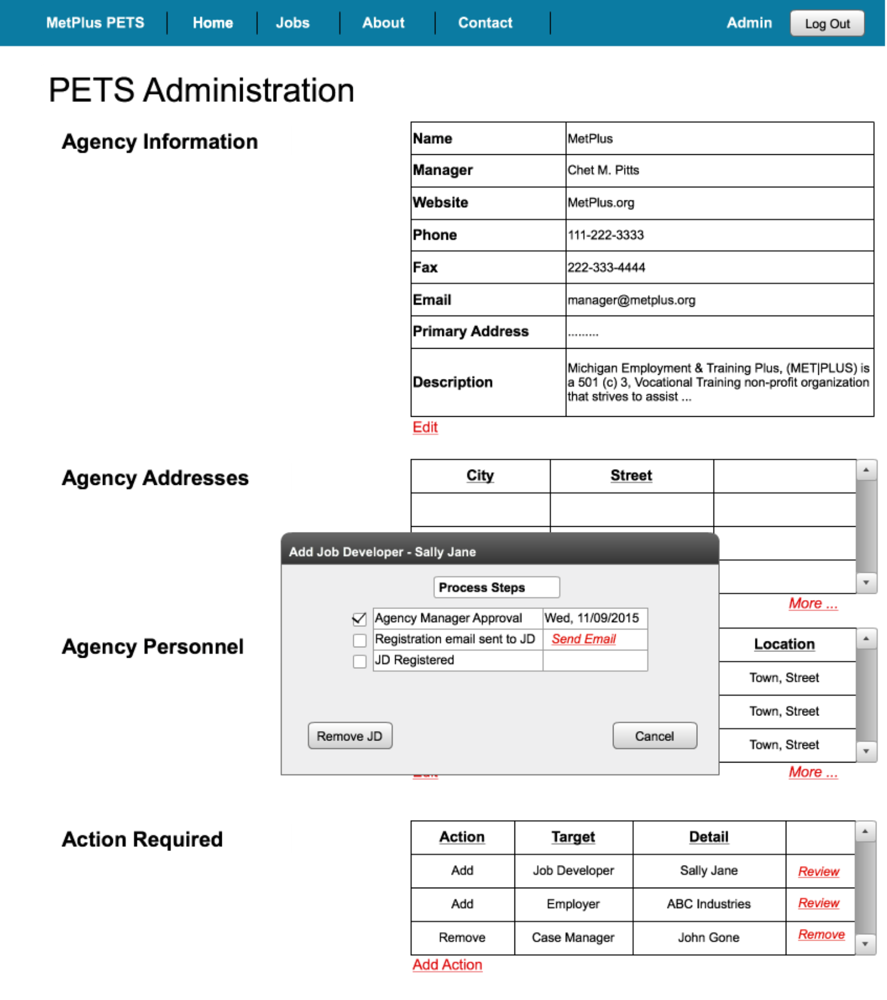 MetPlus PETS Home Jobs About Contact Admin Log Out
PETS Administration
Agency Information
Name MetPlus
Manager Chet M. Pitts
Website MetPlus.org
Phone 111-222-3333
Fax 222-333-4444
Email manager@metplus.org
Primary Address .........
Description
Michigan Employment & Training Plus, (MET|PLUS) is
a 501 (c) 3, Vocational Training non-profit organization
that strives to assist ...
Edit
Agency Addresses
City Street
More ...
Add Job Developer - Sally Jane
Process Steps
Agency Manager Approval Wed, 11/09/2015
Registration email sent to JD Send Email
JD Registered
Remove JD Cancel
Agency Personnel
Location
Town, Street
Town, Street
Town, Street
More ...
Action Required
Action Target Detail
Add Job Developer Sally Jane Review
Add Employer ABC Industries Review
Remove Case Manager John Gone Remove
Add Action